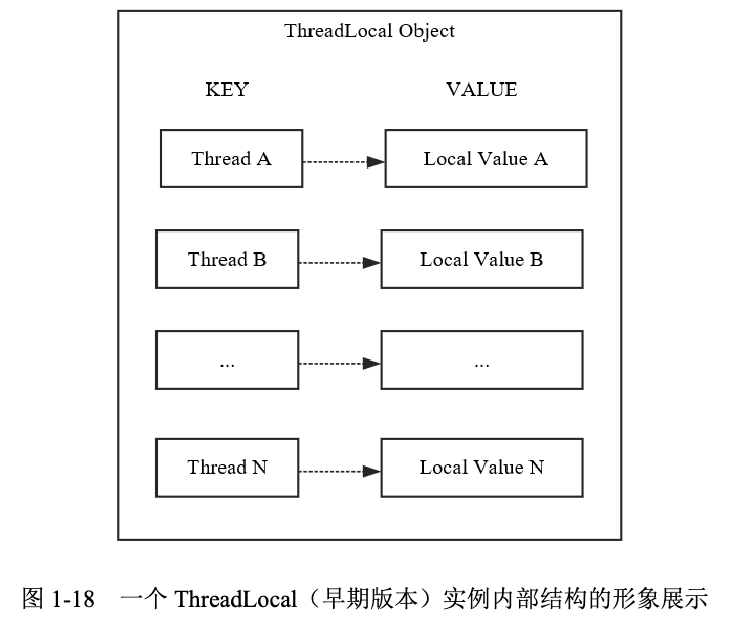 ThreadLocal Object
KEY VALUE
Thread A Local Value A
Thread B Local Value B
... ...
Thread N Local Value N
图 1-18 一个 ThreadLocal（早期版本）实例内部结构的形象展示